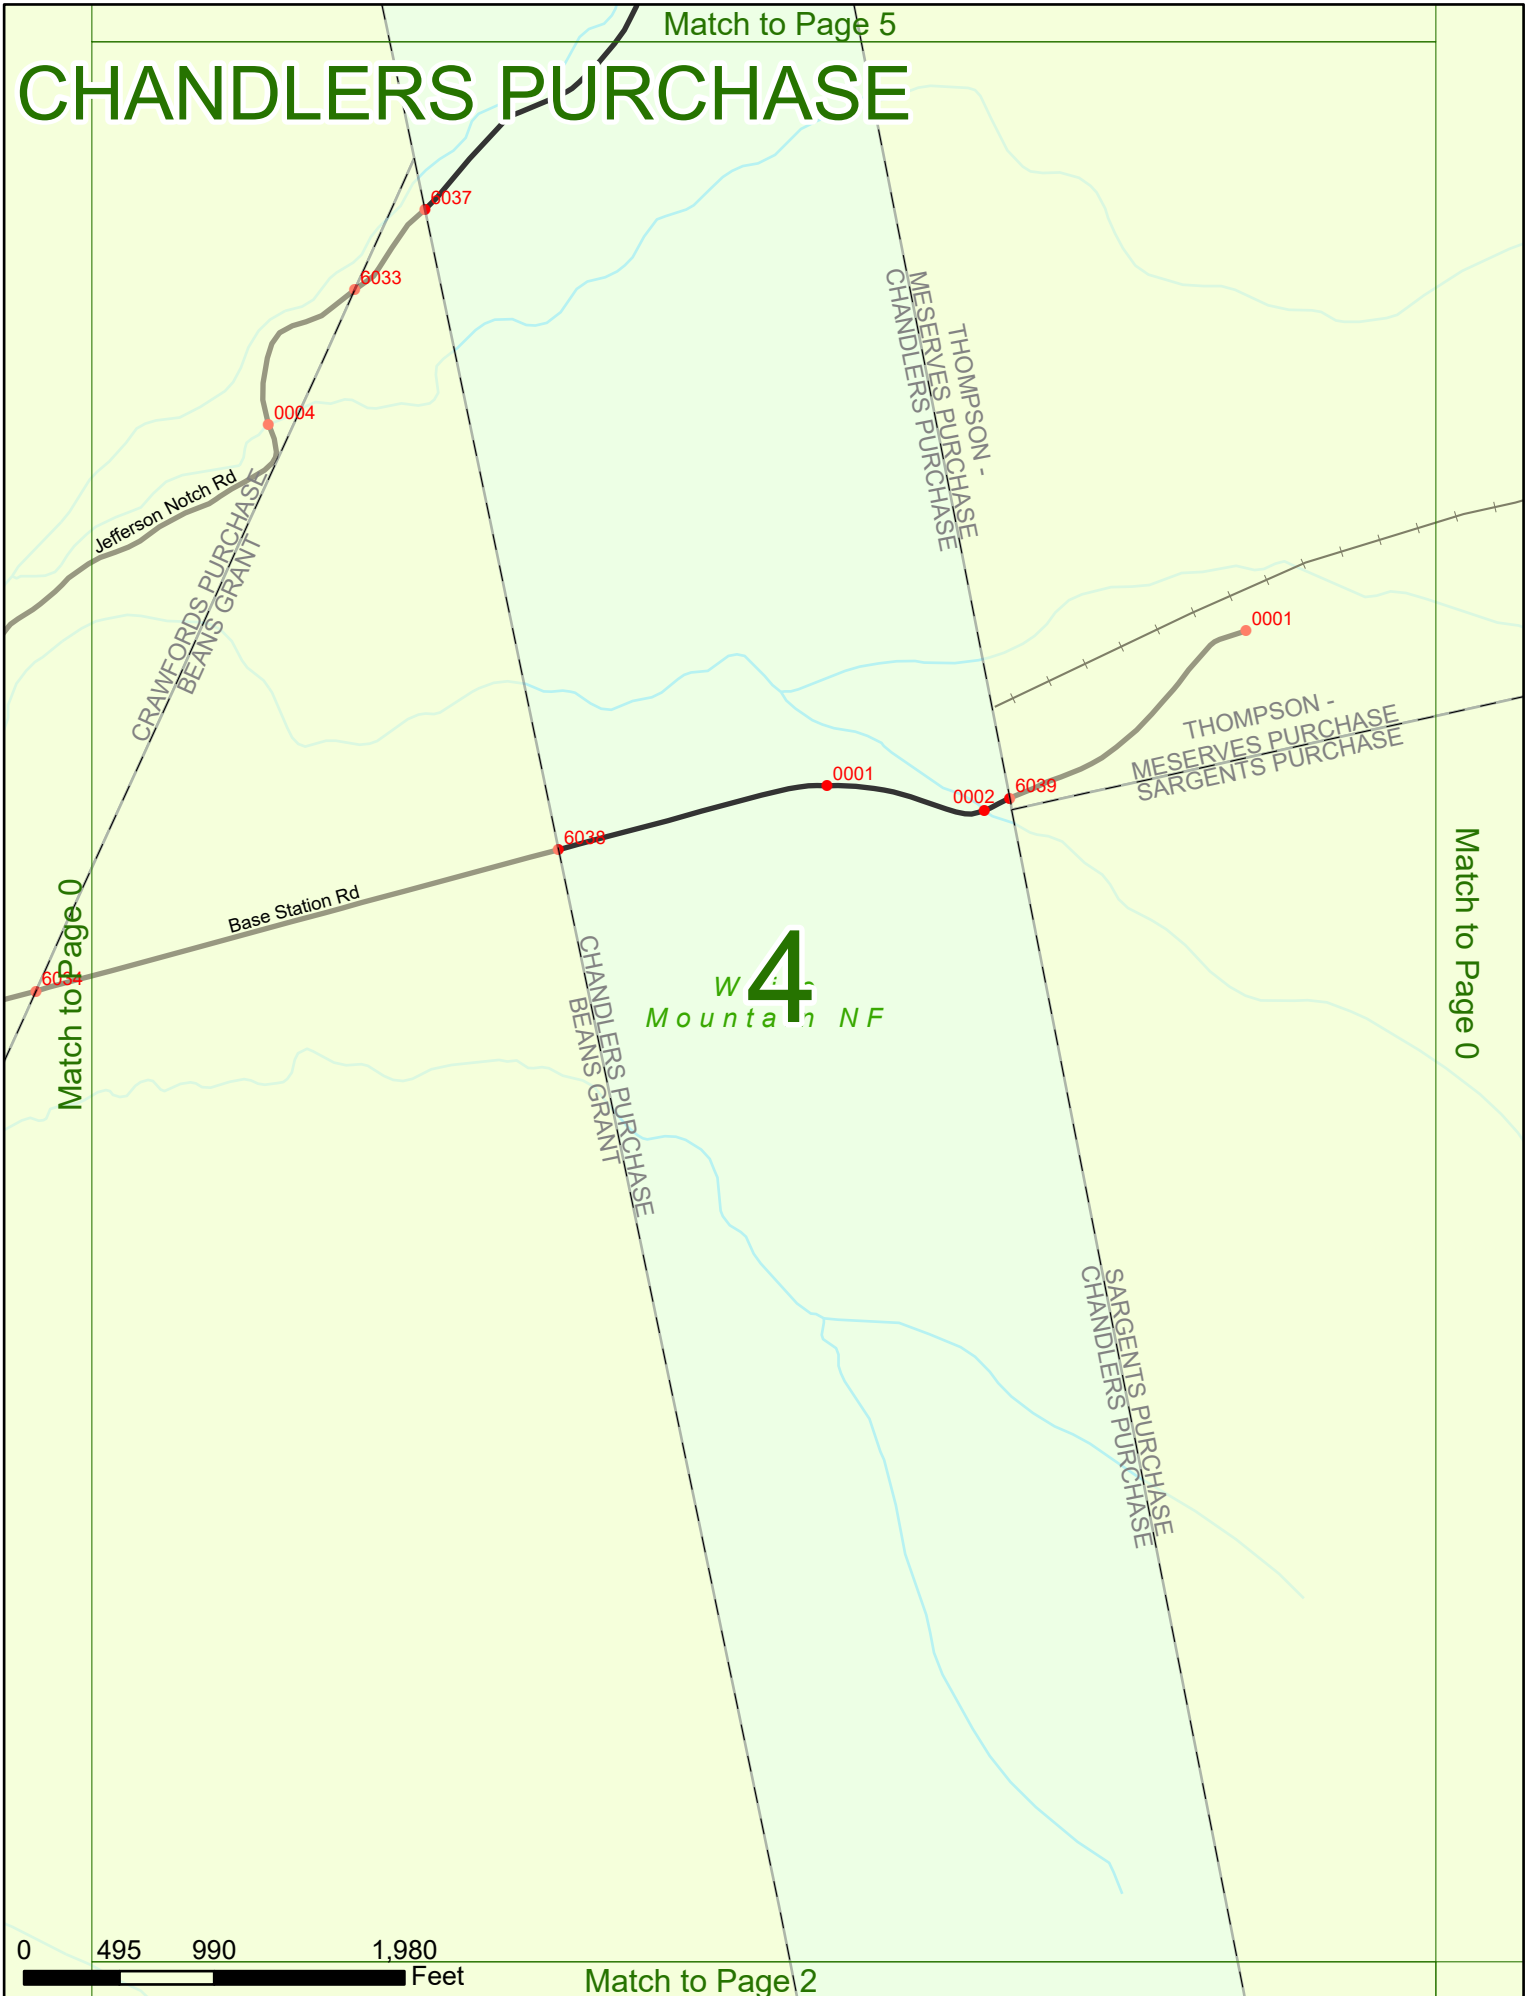 Match to Page 5
CHANDLERS PURCHASE
6037
6033
0004
Jefferson Notch Rd
CRAWFORDS PURCHASE
BEANS GRANT
THOMPSON -
MESERVES PURCHASE
CHANDLERS PURCHASE
0001
THOMPSON -
MESERVES PURCHASE
SARGENTS PURCHASE
0001
0002
6039
6038
Base Station Rd
6034
Match to Page 0
Match to Page 0
4
Mountain NF
CHANDLERS PURCHASE
BEANS GRANT
SARGENTS PURCHASE
CHANDLERS PURCHASE
0 495 990 1,980
Feet
Match to Page 2